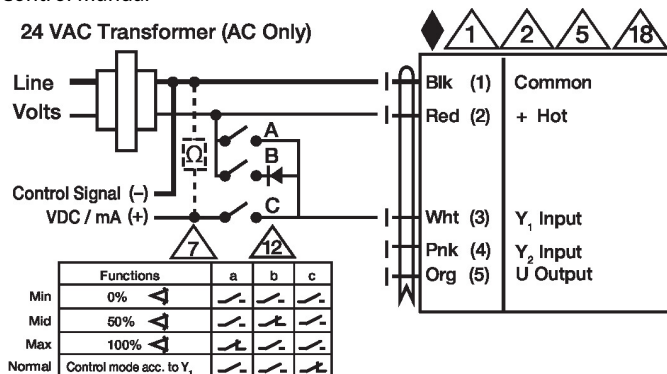 24 VAC Transformer (AC Only)
1 2 5 18
Line
Volts
Blk (1) Common
Red (2) + Hot
A
B
C
Ω
Control Signal (–)
VDC / mA (+)
Wht (3) Y₁ Input
Pnk (4) Y₂ Input
Org (5) U Output
7 12
Functions a b c
Min 0%
Mid 50%
Max 100%
Normal Control mode acc. to Y₁